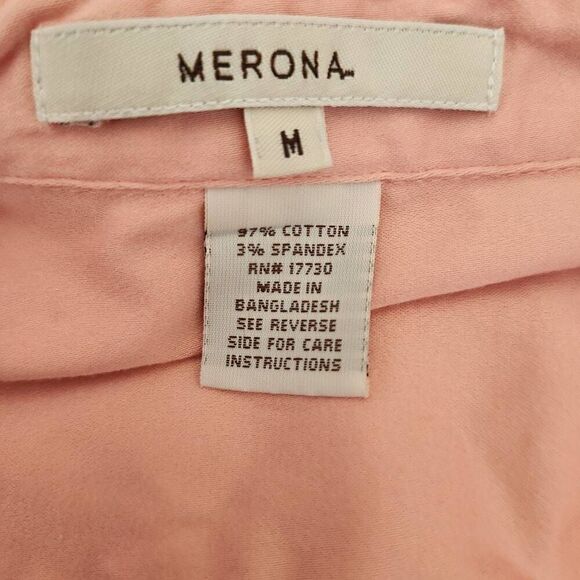 MERONA
M
97% COTTON
3% SPANDEX
RN# 17730
MADE IN
BANGLADESH
SEE REVERSE
SIDE FOR CARE
INSTRUCTIONS